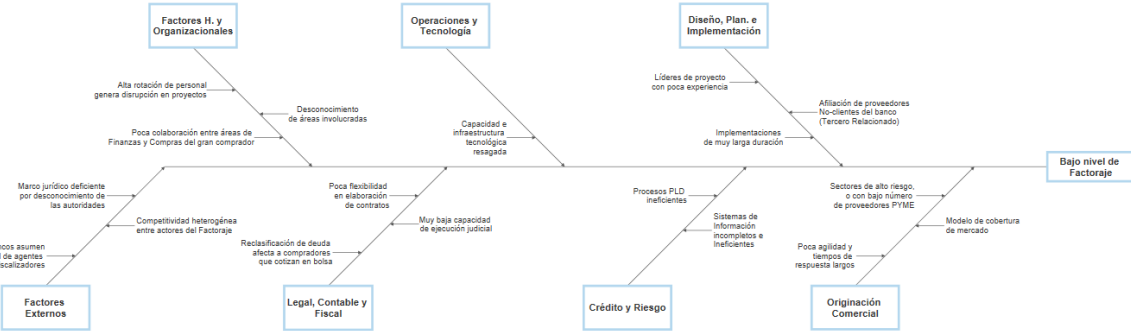 Factores H. y
Organizacionales
Operaciones y
Tecnología
Diseño, Plan. e
Implementación
Alta rotación de personal
genera disrupción en proyectos
Desconocimiento
de áreas involucradas
Poca colaboración entre áreas de
Finanzas y Compras del gran comprador
Capacidad e
infraestructura
tecnológica
resagada
Líderes de proyecto
con poca experiencia
Afiliación de proveedores
No-clientes del banco
(Tercero Relacionado)
Implementaciones
de muy larga duración
Bajo nivel de
Factoraje
Marco jurídico deficiente
por desconocimiento de
las autoridades
Competitividad heterogénea
entre actores del Factoraje
asumen
de agentes
Poca flexibilidad
en elaboración
de contratos
Muy baja capacidad
de ejecución judicial
Reclasificación de deuda
afecta a compradores
que cotizan en bolsa
Procesos PLD
ineficientes
Sistemas de
Información
incompletos e
Ineficientes
Sectores de alto riesgo,
o con bajo número
de proveedores PYME
Modelo de cobertura
de mercado
Poca agilidad y
tiempos de
respuesta largos
Factores
Externos
Legal, Contable y
Fiscal
Crédito y Riesgo
Originación
Comercial